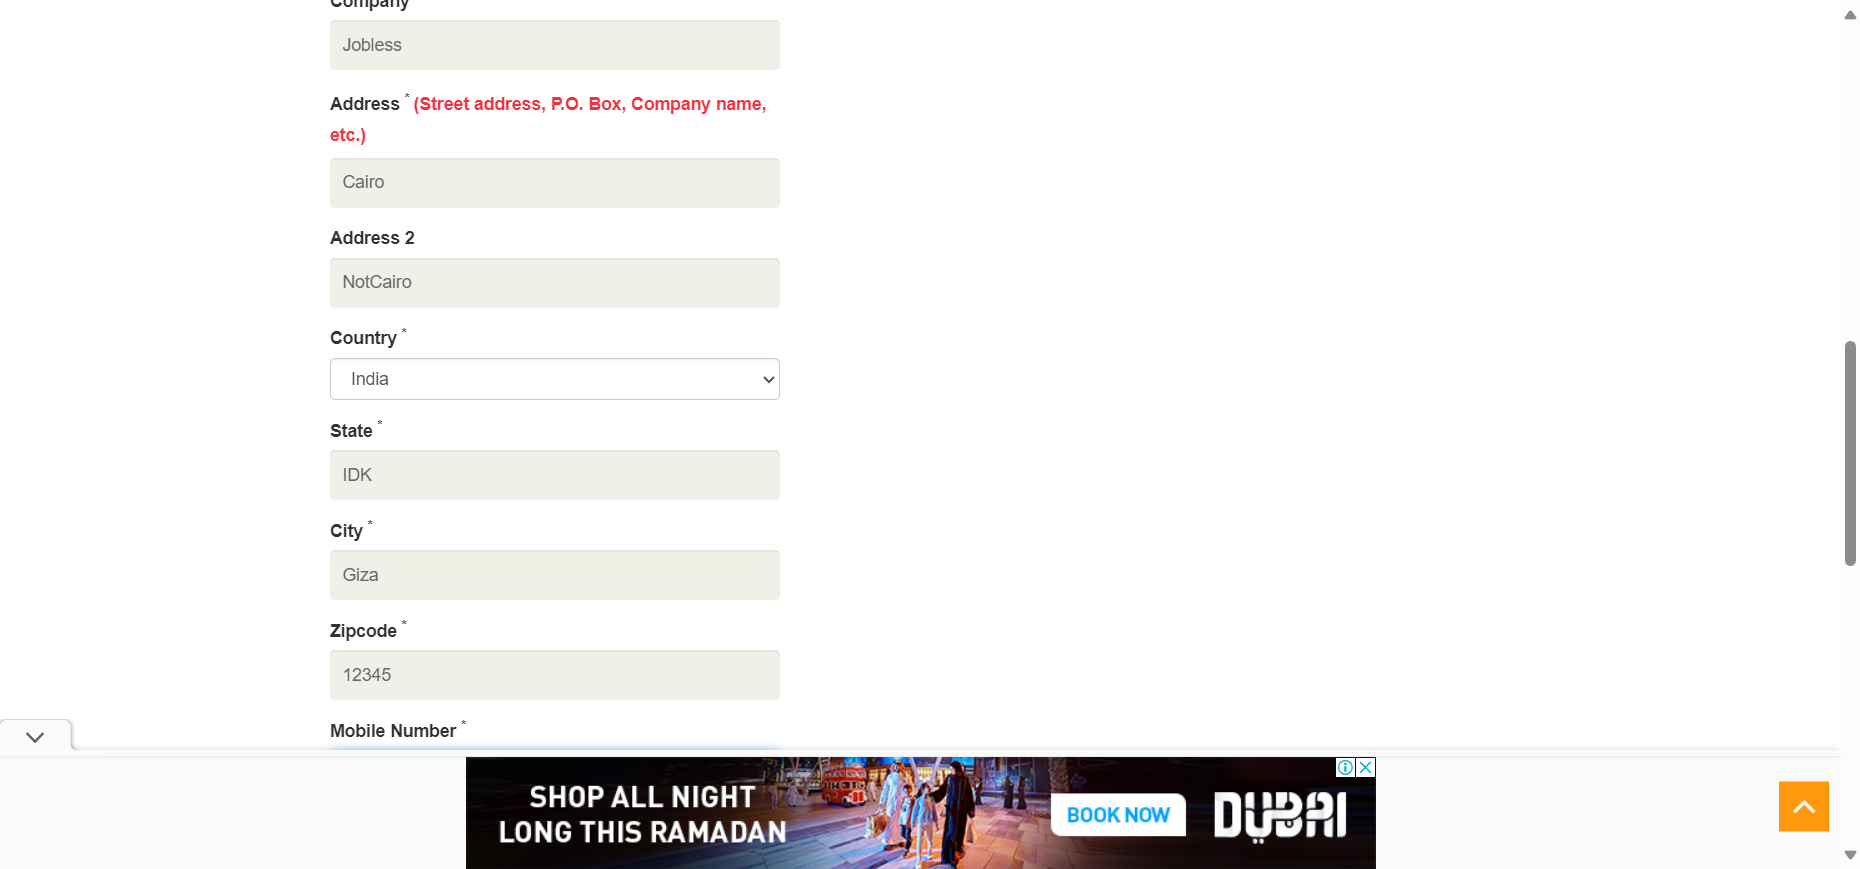 Company
Jobless
Address * (Street address, P.O. Box, Company name,
etc.)
Cairo
Address 2
NotCairo
Country *
India
State *
IDK
City *
Giza
Zipcode *
12345
Mobile Number *
SHOP ALL NIGHT
LONG THIS RAMADAN
BOOK NOW
DUBAI